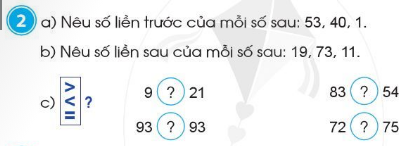 2 a) Nêu số liền trước của mỗi số sau: 53, 40, 1.
b) Nêu số liền sau của mỗi số sau: 19, 73, 11.
c) > < = ? 9 ? 21 83 ? 54
93 ? 93 72 ? 75